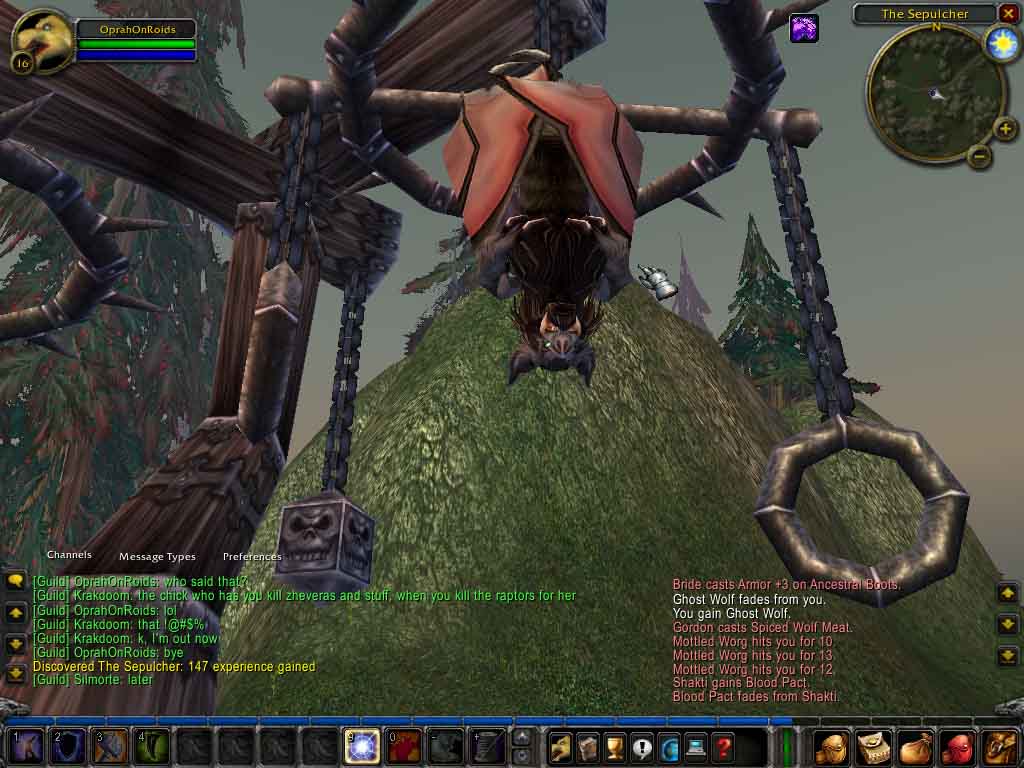 OprahOnRoids
16
The Sepulcher
N
Channels
Message Types
Preferences
[Guild] OprahOnRoids: who said that?
[Guild] Krakdoom: the chick who has you kill zheveras and stuff, when you kill the raptors for her
[Guild] OprahOnRoids: lol
[Guild] Krakdoom: that !@#$%
[Guild] Krakdoom: k, I'm out now
[Guild] OprahOnRoids: bye
Discovered The Sepulcher: 147 experience gained
[Guild] Silmorte: later
Bride casts Armor +3 on Ancestral Boots.
Ghost Wolf fades from you.
You gain Ghost Wolf.
Gordon casts Spiced Wolf Meat.
Mottled Worg hits you for 10.
Mottled Worg hits you for 13.
Mottled Worg hits you for 12.
Shakti gains Blood Pact.
Blood Pact fades from Shakti.
1 2 3 4 9 0 - +